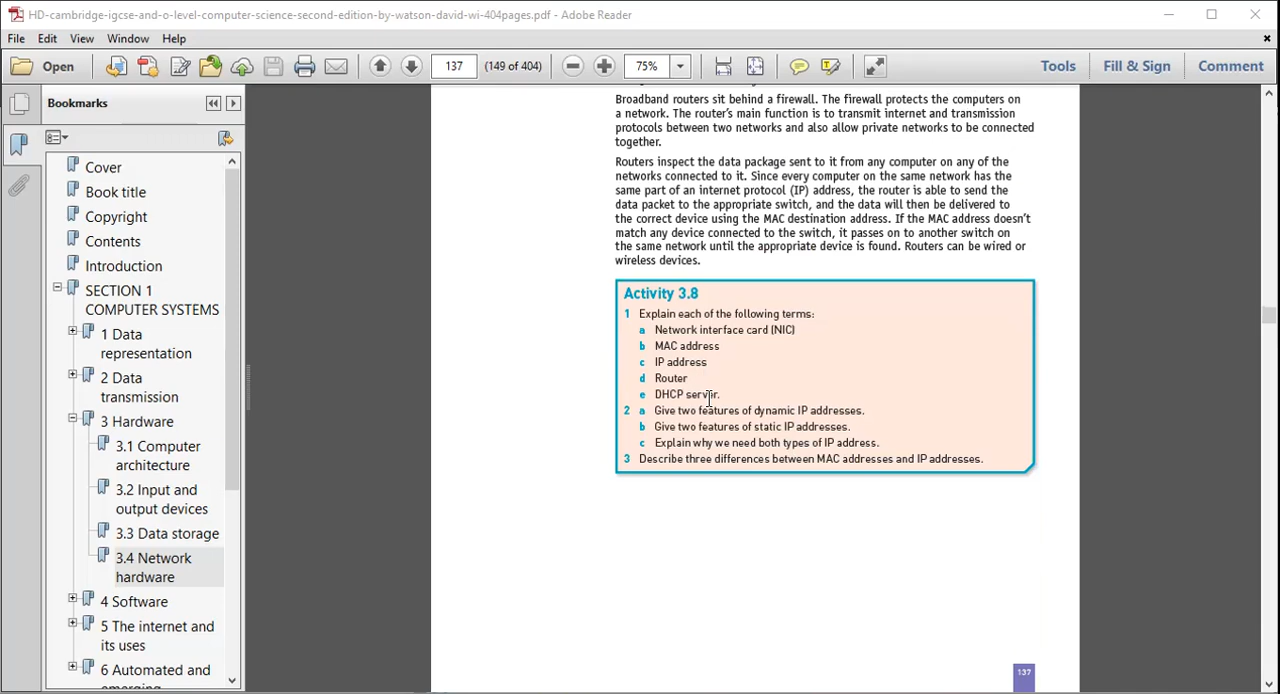 HD-cambridge-igcse-and-o-level-computer-science-second-edition-by-watson-david-wi-404pages.pdf - Adobe Reader
File Edit View Window Help
Open 137 (149 of 404) 75% Tools Fill & Sign Comment
Bookmarks
Cover
Book title
Copyright
Contents
Introduction
SECTION 1
COMPUTER SYSTEMS
1 Data
representation
2 Data
transmission
3 Hardware
3.1 Computer
architecture
3.2 Input and
output devices
3.3 Data storage
3.4 Network
hardware
4 Software
5 The internet and
its uses
6 Automated and
emerging
Broadband routers sit behind a firewall. The firewall protects the computers on
a network. The router's main function is to transmit internet and transmission
protocols between two networks and also allow private networks to be connected
together.
Routers inspect the data package sent to it from any computer on any of the
networks connected to it. Since every computer on the same network has the
same part of an internet protocol (IP) address, the router is able to send the
data packet to the appropriate switch, and the data will then be delivered to
the correct device using the MAC destination address. If the MAC address doesn't
match any device connected to the switch, it passes on to another switch on
the same network until the appropriate device is found. Routers can be wired or
wireless devices.
Activity 3.8
1 Explain each of the following terms:
a Network interface card (NIC)
b MAC address
c IP address
d Router
e DHCP server.
2 a Give two features of dynamic IP addresses.
b Give two features of static IP addresses.
c Explain why we need both types of IP address.
3 Describe three differences between MAC addresses and IP addresses.
137